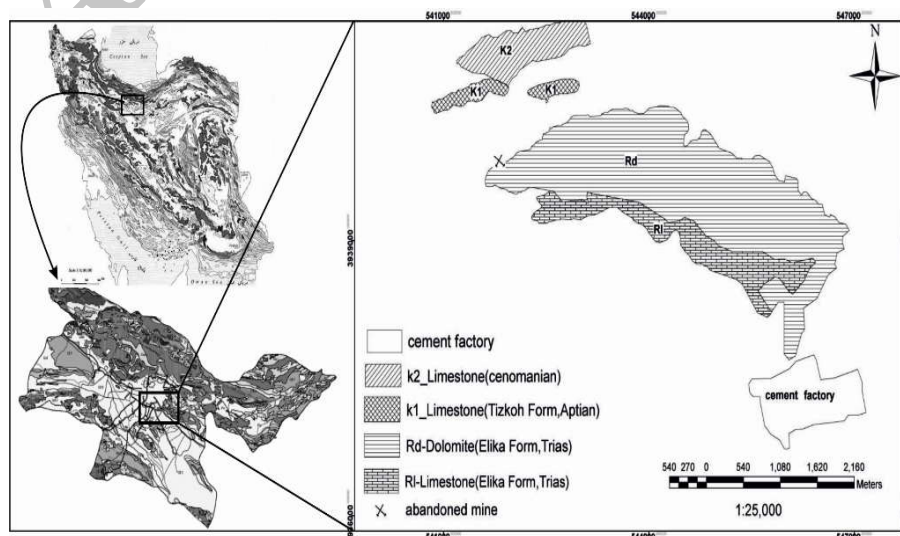 541000 544000 547000
N
Caspian Sea
K2
K1 K1
Rd
Rl
3939000
cement factory
k2_Limestone(cenomanian)
k1_Limestone(Tizkoh Form,Aptian)
Rd-Dolomite(Elika Form,Trias)
Rl-Limestone(Elika Form,Trias)
abandoned mine
cement factory
540 270 0 540 1,080 1,620 2,160
Meters
1:25,000